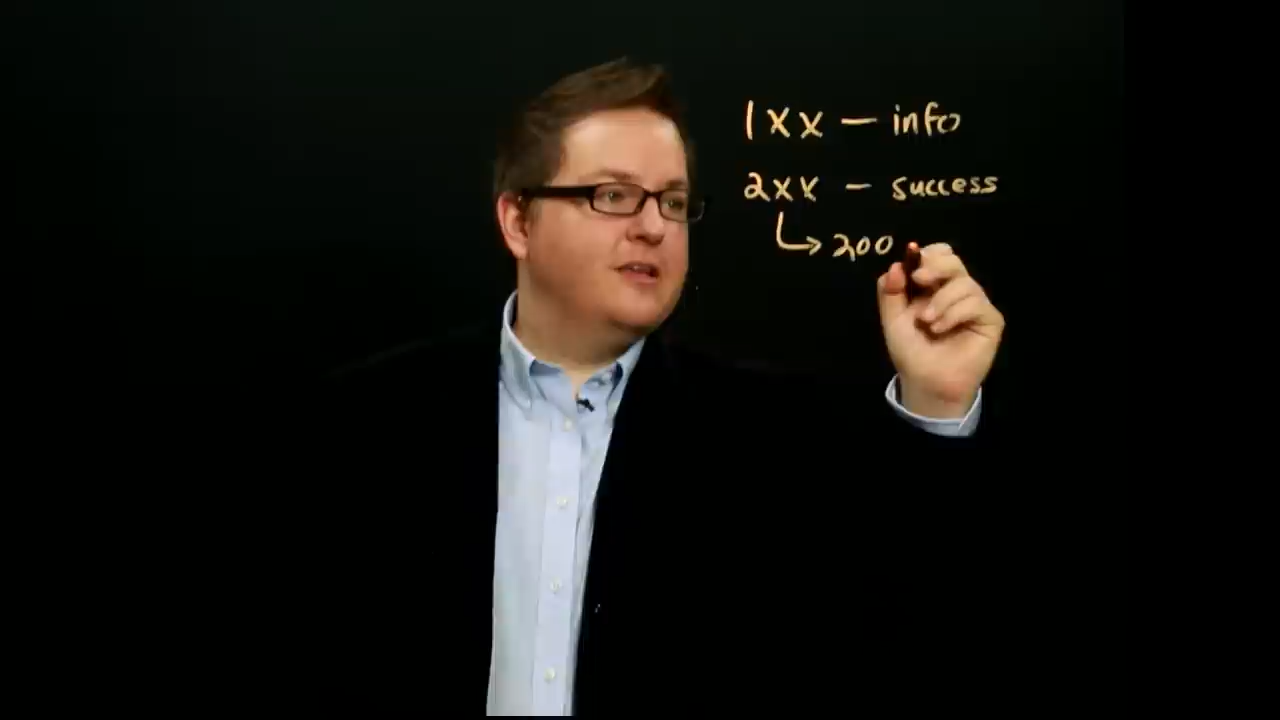 1xx — info
2xx — success
↳ 200